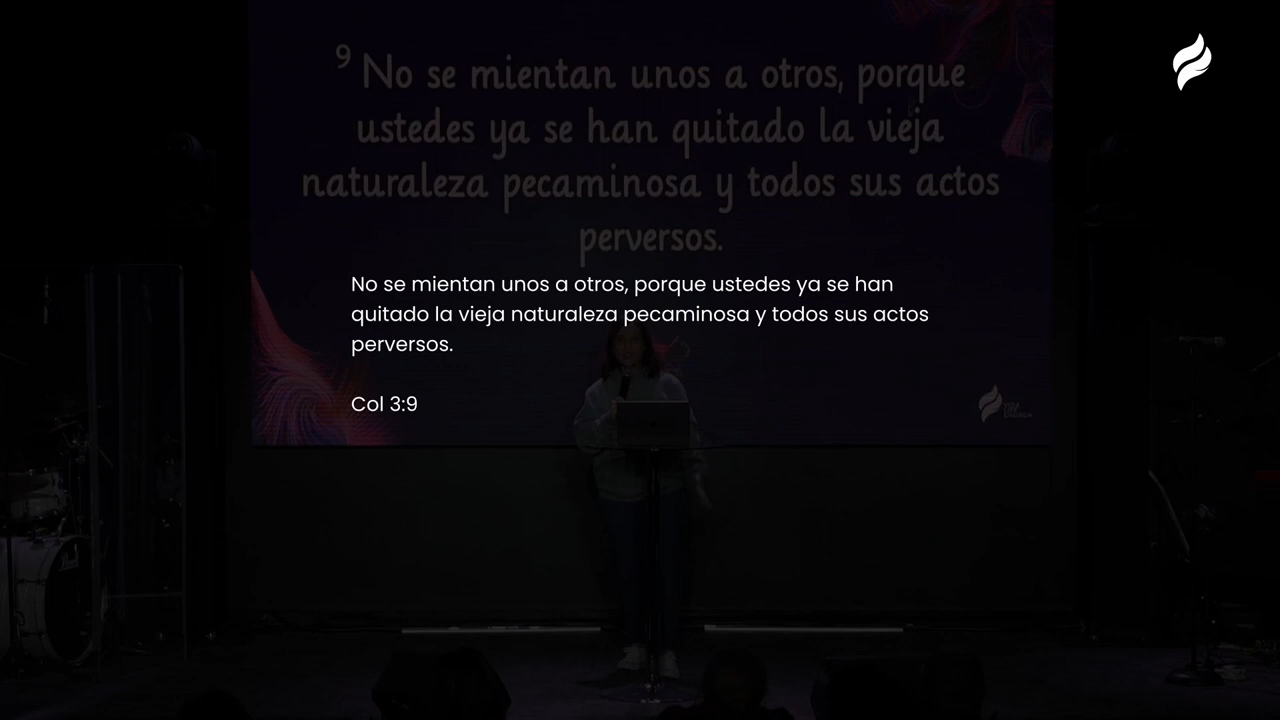 9 No se mientan unos a otros, porque
ustedes ya se han quitado la vieja
naturaleza pecaminosa y todos sus actos
perversos.
No se mientan unos a otros, porque ustedes ya se han
quitado la vieja naturaleza pecaminosa y todos sus actos
perversos.
Col 3:9